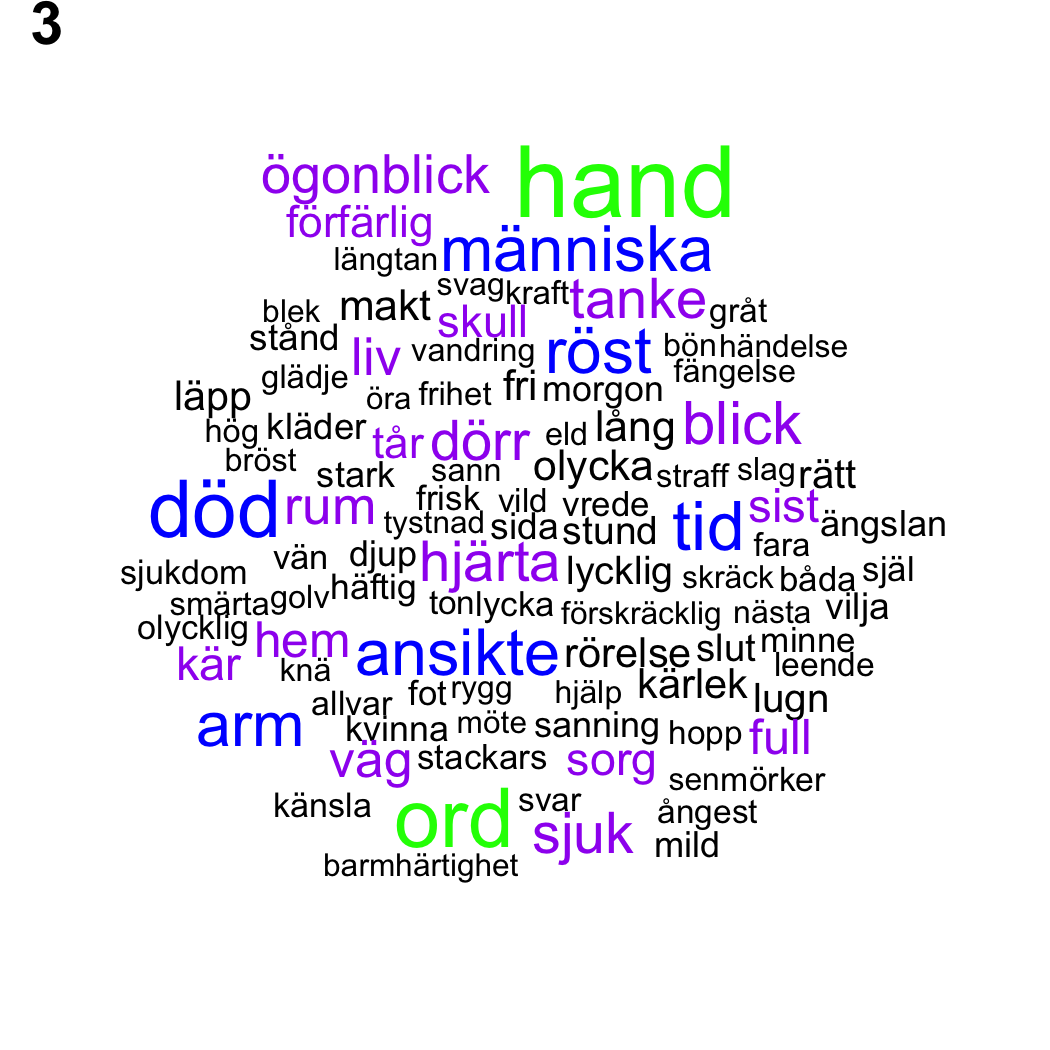 3
ögonblick hand
förfärlig
längtan människa
svag kraft tanke gråt
blek makt skull
stånd liv vandring röst bön händelse
glädje fängelse
läpp öra frihet fri morgon
hög kläder tår dörr eld lång blick
bröst stark sann olycka straff slag rätt
död rum frisk vild vrede tid sist
tystnad sida stund ängslan
vän djup hjärta fara
sjukdom häftig lycklig skräck båda själ
smärta golv ton lycka förskräcklig nästa vilja
olycklig hem ansikte rörelse slut minne
kär knä leende
allvar fot rygg hjälp kärlek lugn
arm kvinna möte sanning hopp full
väg stackars sorg
sen mörker
känsla ord svar ångest
sjuk mild
barmhärtighet